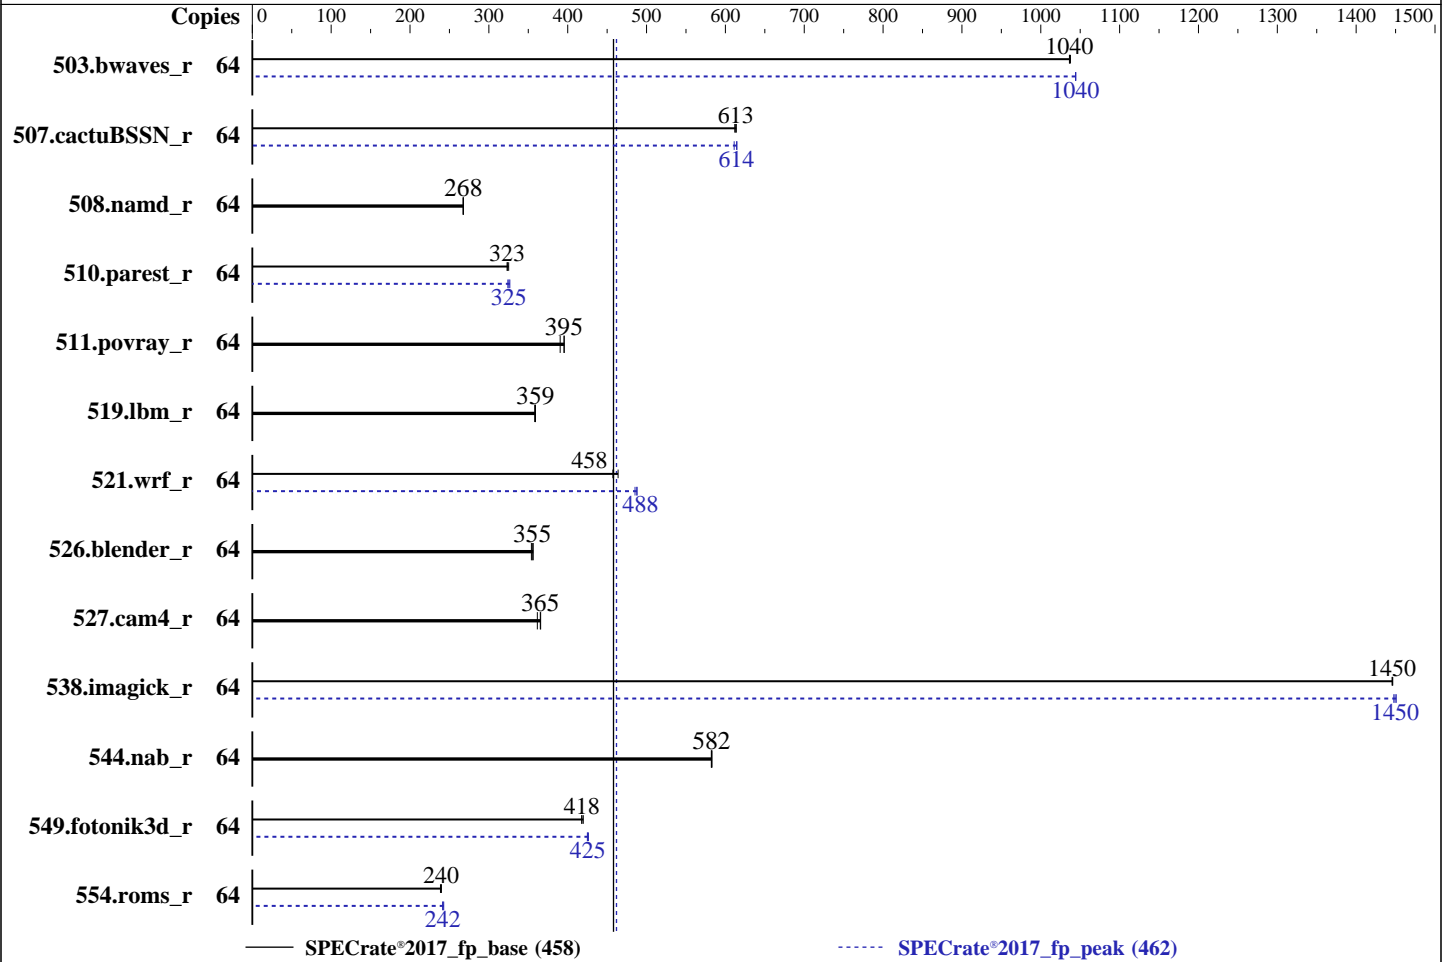 Copies 0 100 200 300 400 500 600 700 800 900 1000 1100 1200 1300 1400 1500
503.bwaves_r 64 1040
1040
507.cactuBSSN_r 64 613
614
508.namd_r 64 268
510.parest_r 64 323
325
511.povray_r 64 395
519.lbm_r 64 359
521.wrf_r 64 458
488
526.blender_r 64 355
527.cam4_r 64 365
538.imagick_r 64 1450
1450
544.nab_r 64 582
549.fotonik3d_r 64 418
425
554.roms_r 64 240
242
SPECrate®2017_fp_base (458) SPECrate®2017_fp_peak (462)